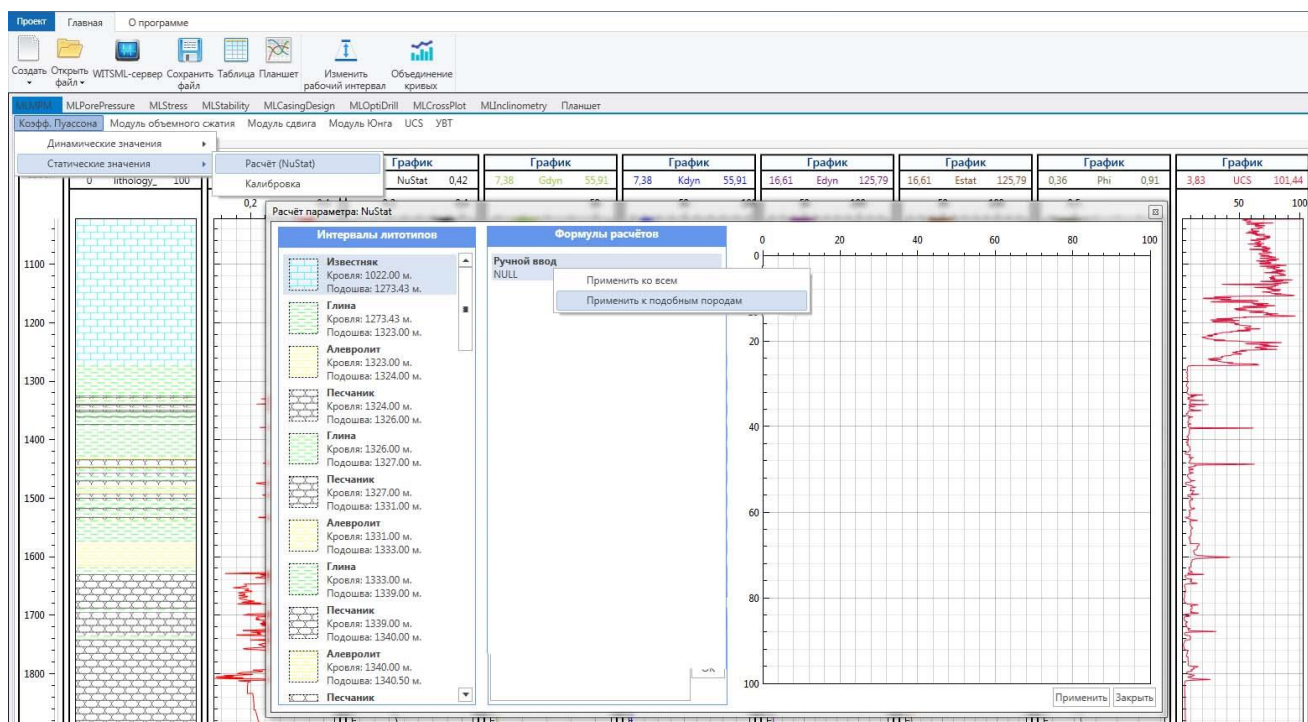 Проект Главная О программе
Создать Открыть файл WITSML-сервер Сохранить файл Таблица Планшет Изменить рабочий интервал Объединение кривых
MLMPM MLPorePressure MLStress MLStability MLCasingDesign MLOptiDrill MLCrossPlot MLInclinometry Планшет
Коэфф. Пуассона Модуль объемного сжатия Модуль сдвига Модуль Юнга UCS УВТ
Динамические значения
Статические значения
Расчёт (NuStat)
Калибровка
График График График График График График График
0 lithology_ 100 NuStat 0,42 7,38 Gdyn 55,91 7,38 Kdyn 55,91 16,61 Edyn 125,79 16,61 Estat 125,79 0,36 Phi 0,91 3,83 UCS 101,44
0,2
50 100
1100
1200
1300
1400
1500
1600
1700
1800
Расчёт параметра: NuStat
Интервалы литотипов
Известняк
Кровля: 1022.00 м.
Подошва: 1273.43 м.
Глина
Кровля: 1273.43 м.
Подошва: 1323.00 м.
Алевролит
Кровля: 1323.00 м.
Подошва: 1324.00 м.
Песчаник
Кровля: 1324.00 м.
Подошва: 1326.00 м.
Глина
Кровля: 1326.00 м.
Подошва: 1327.00 м.
Песчаник
Кровля: 1327.00 м.
Подошва: 1331.00 м.
Алевролит
Кровля: 1331.00 м.
Подошва: 1333.00 м.
Глина
Кровля: 1333.00 м.
Подошва: 1339.00 м.
Песчаник
Кровля: 1339.00 м.
Подошва: 1340.00 м.
Алевролит
Кровля: 1340.00 м.
Подошва: 1340.50 м.
Песчаник
Формулы расчётов
Ручной ввод
NULL
Применить ко всем
Применить к подобным породам
0 20 40 60 80 100
0
20
40
60
80
100
Применить Закрыть